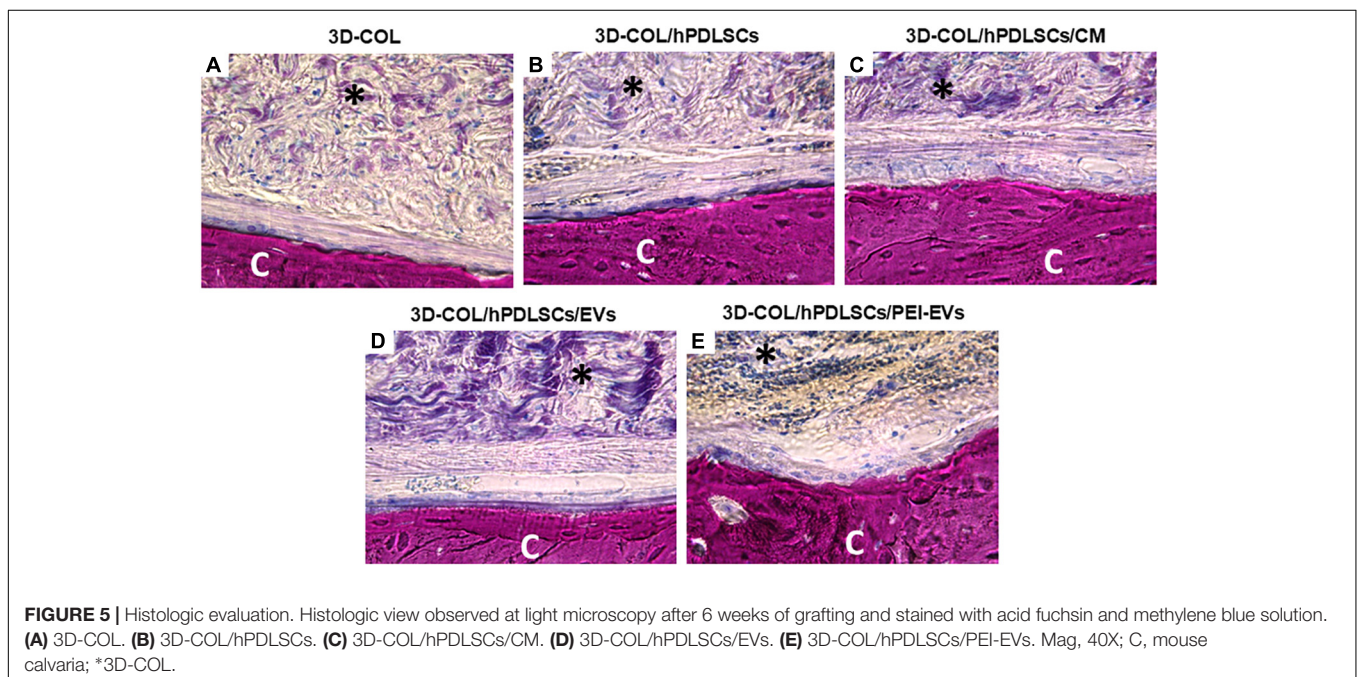 3D-COL
3D-COL/hPDLSCs
3D-COL/hPDLSCs/CM
A
*
C
B
*
C
C
*
C
3D-COL/hPDLSCs/EVs
3D-COL/hPDLSCs/PEI-EVs
D
*
C
E
*
C
FIGURE 5 | Histologic evaluation. Histologic view observed at light microscopy after 6 weeks of grafting and stained with acid fuchsin and methylene blue solution.
(A) 3D-COL. (B) 3D-COL/hPDLSCs. (C) 3D-COL/hPDLSCs/CM. (D) 3D-COL/hPDLSCs/EVs. (E) 3D-COL/hPDLSCs/PEI-EVs. Mag, 40X; C, mouse
calvaria; *3D-COL.